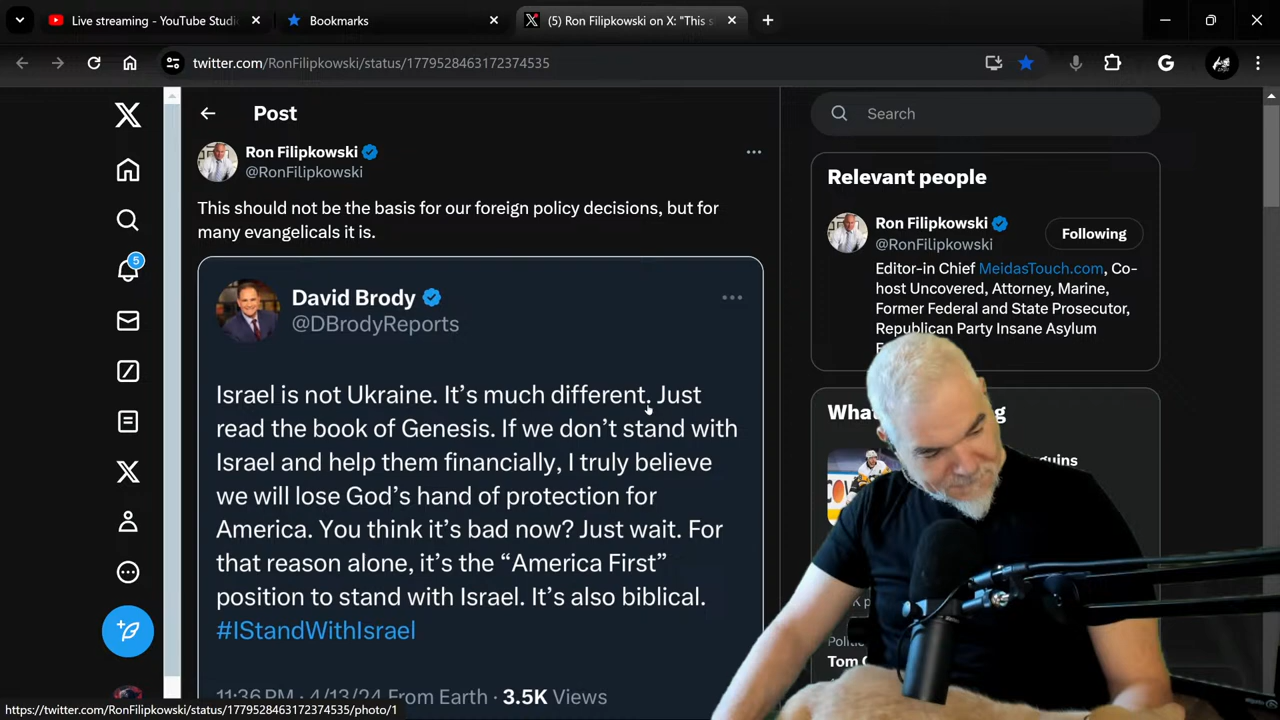 Live streaming - YouTube Studi
Bookmarks
(5) Ron Filipkowski on X: "This s
twitter.com/RonFilipkowski/status/1779528463172374535
Post
Search
Ron Filipkowski
@RonFilipkowski
This should not be the basis for our foreign policy decisions, but for
many evangelicals it is.
David Brody
@DBrodyReports
Israel is not Ukraine. It’s much different. Just
read the book of Genesis. If we don’t stand with
Israel and help them financially, I truly believe
we will lose God’s hand of protection for
America. You think it’s bad now? Just wait. For
that reason alone, it’s the “America First”
position to stand with Israel. It’s also biblical.
#IStandWithIsrael
11:36 PM · 4/13/24 From Earth · 3.5K Views
5
Relevant people
Ron Filipkowski
@RonFilipkowski
Following
Editor-in Chief MeidasTouch.com, Co-
host Uncovered, Attorney, Marine,
Former Federal and State Prosecutor,
Republican Party Insane Asylum
Tom
https://twitter.com/RonFilipkowski/status/1779528463172374535/photo/1